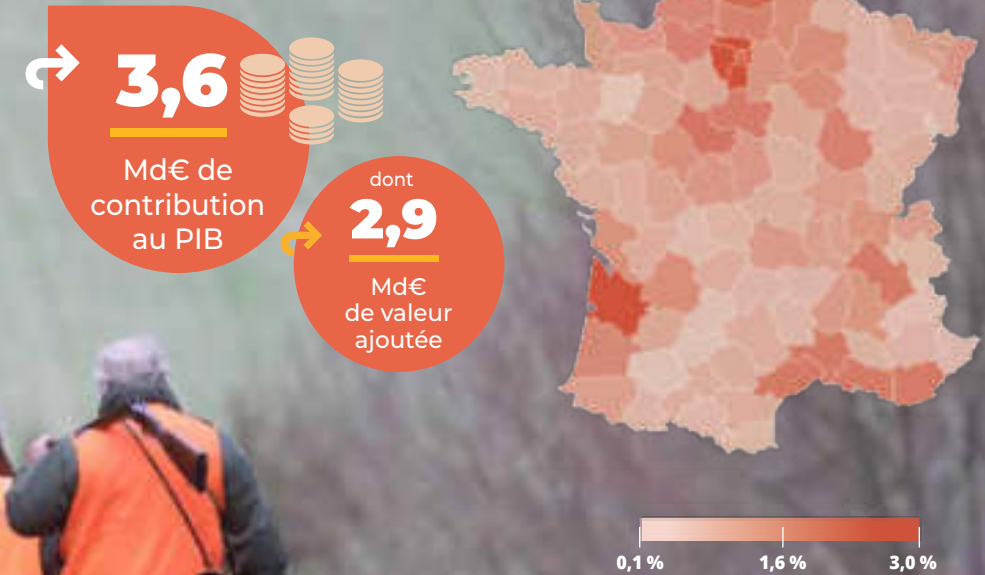 3,6
Md€ de
contribution
au PIB
dont
2,9
Md€
de valeur
ajoutée
0,1 %
1,6 %
3,0 %